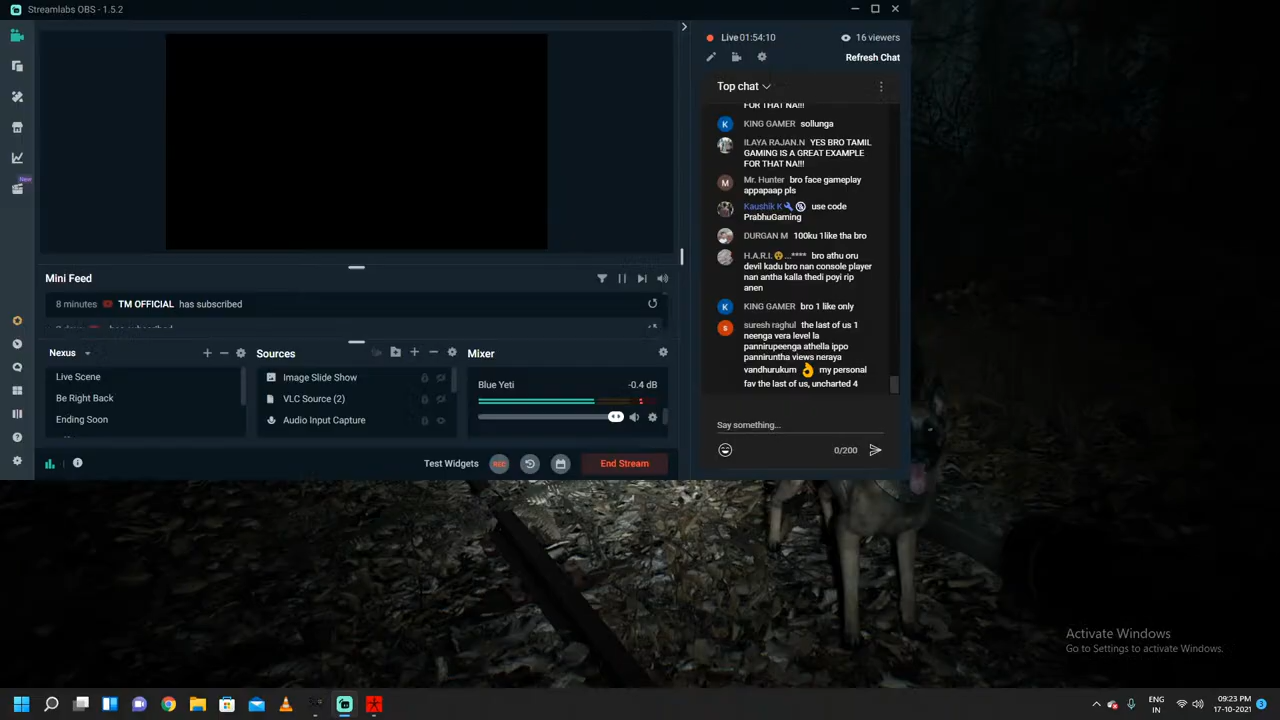 Streamlabs OBS - 1.5.2
Live 01:54:10
16 viewers
Refresh Chat
Top chat
FOR THAT NA!!!
KING GAMER sollunga
ILAYA RAJAN.N YES BRO TAMIL
GAMING IS A GREAT EXAMPLE
FOR THAT NA!!!
Mr. Hunter bro face gameplay
appapaap pls
Kaushik K use code
PrabhuGaming
DURGAN M 100ku 1like tha bro
H.A.R.I.😲...**** bro athu oru
devil kadu bro nan console player
nan antha kalla thedi poyi rip
anen
KING GAMER bro 1 like only
suresh raghul the last of us 1
neenga vera level la
pannirupeenga athella ippo
panniruntha views neraya
vandhurukum 👌 my personal
fav the last of us, uncharted 4
Say something...
0/200
New
Mini Feed
8 minutes TM OFFICIAL has subscribed
has subscribed
Nexus
Live Scene
Be Right Back
Ending Soon
Sources
Image Slide Show
VLC Source (2)
Audio Input Capture
Mixer
Blue Yeti -0.4 dB
Test Widgets
REC
End Stream
Activate Windows
Go to Settings to activate Windows.
ENG
IN
09:23 PM
17-10-2021
3